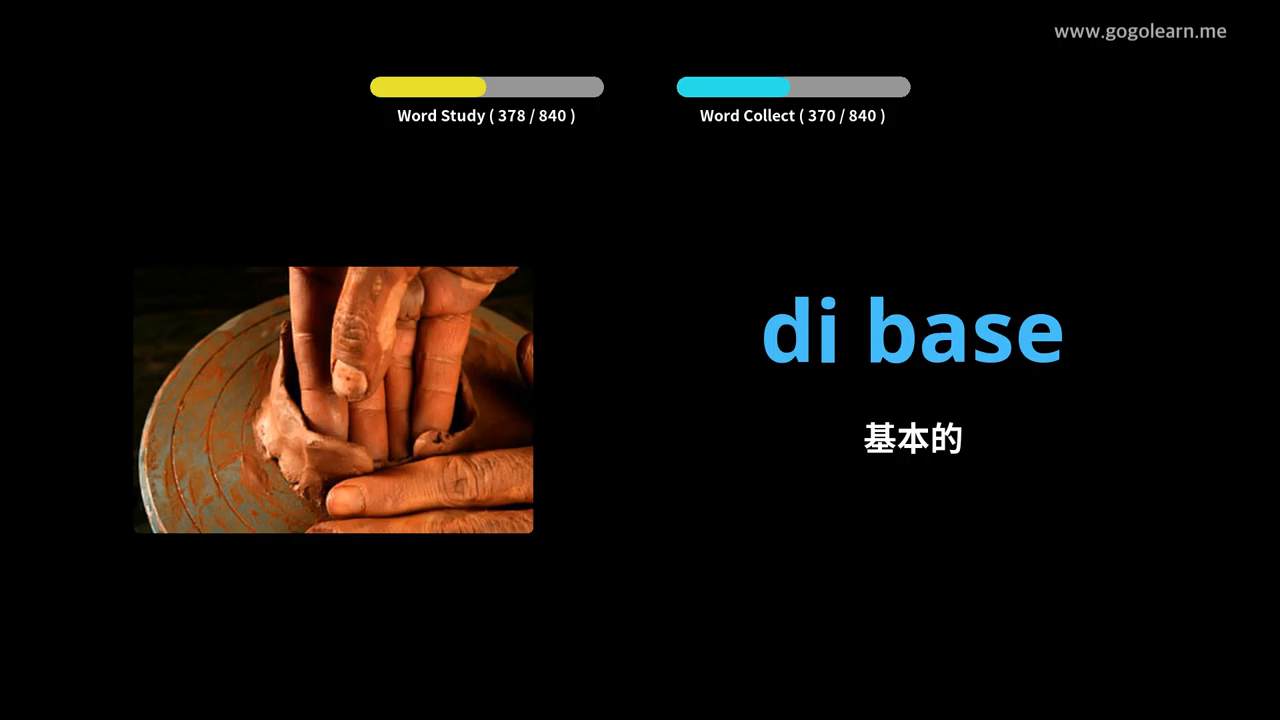 www.gogolearn.me
Word Study ( 378 / 840 )
Word Collect ( 370 / 840 )
di base
基本的